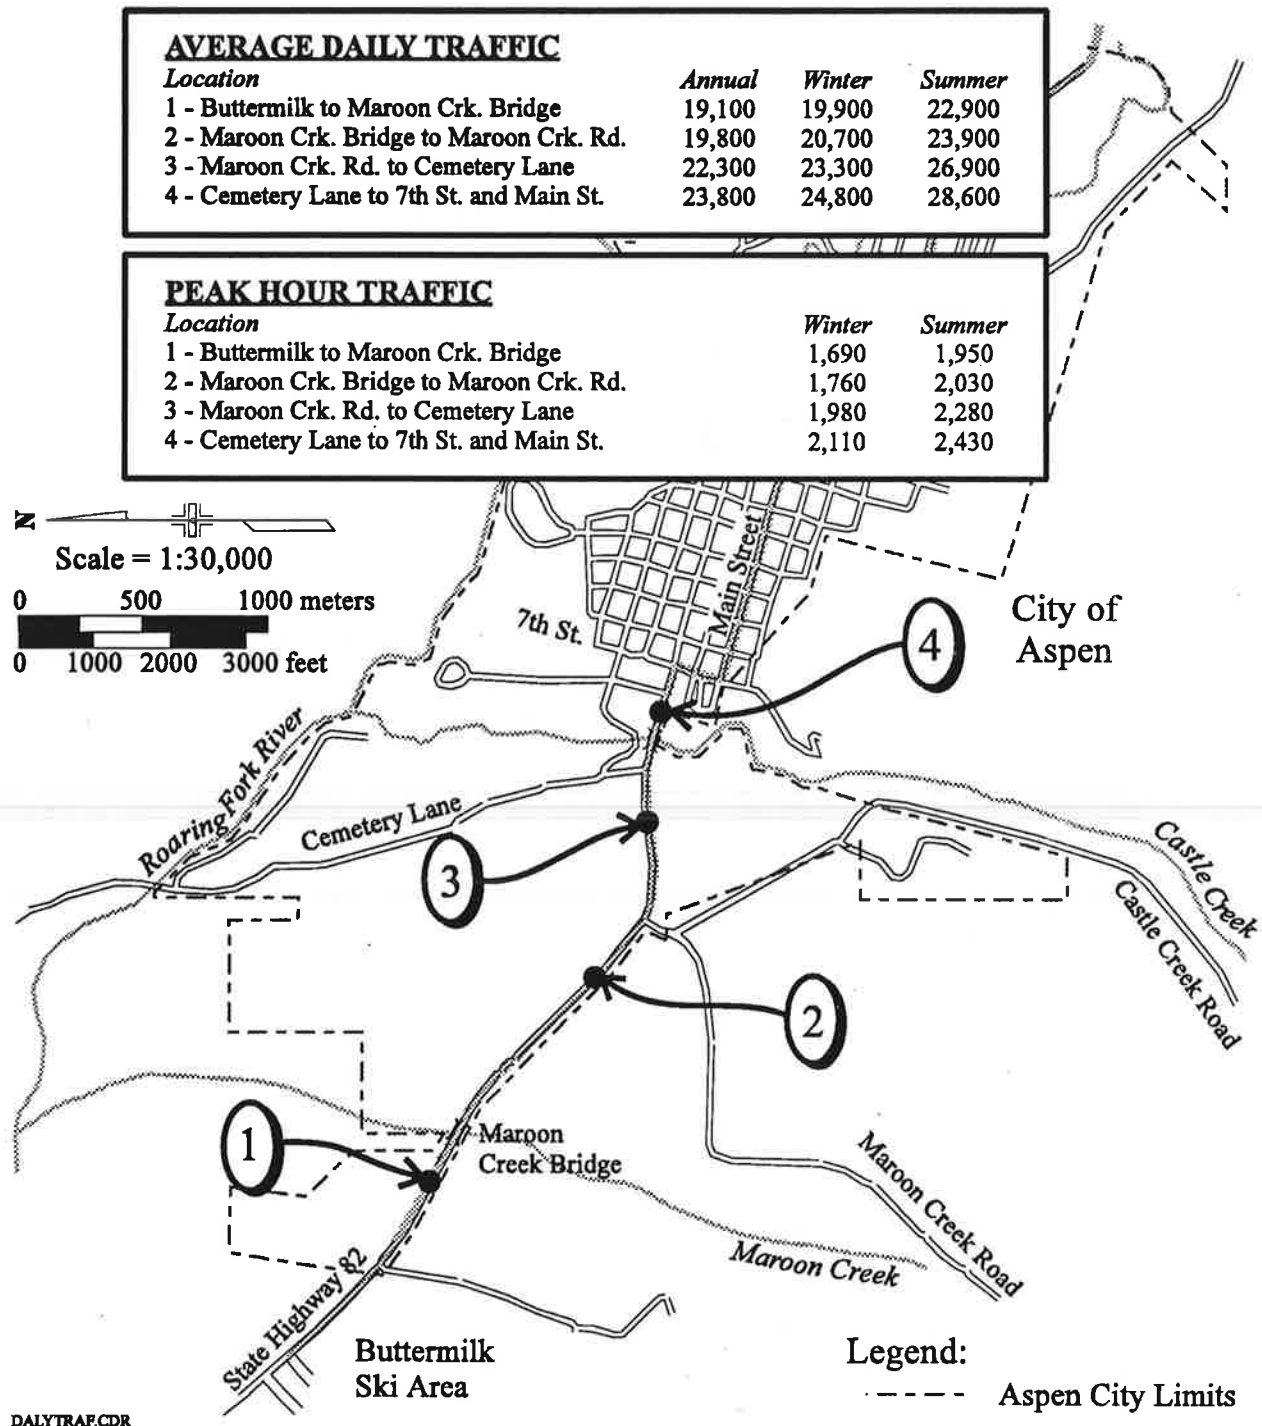 AVERAGE DAILY TRAFFIC
Location Annual Winter Summer
1 - Buttermilk to Maroon Crk. Bridge 19,100 19,900 22,900
2 - Maroon Crk. Bridge to Maroon Crk. Rd. 19,800 20,700 23,900
3 - Maroon Crk. Rd. to Cemetery Lane 22,300 23,300 26,900
4 - Cemetery Lane to 7th St. and Main St. 23,800 24,800 28,600
PEAK HOUR TRAFFIC
Location Winter Summer
1 - Buttermilk to Maroon Crk. Bridge 1,690 1,950
2 - Maroon Crk. Bridge to Maroon Crk. Rd. 1,760 2,030
3 - Maroon Crk. Rd. to Cemetery Lane 1,980 2,280
4 - Cemetery Lane to 7th St. and Main St. 2,110 2,430
N
Scale = 1:30,000
0 500 1000 meters
0 1000 2000 3000 feet
Main Street
7th St.
4
City of
Aspen
Roaring Fork River
Cemetery Lane
3
Castle Creek
Castle Creek Road
2
1
Maroon
Creek Bridge
Maroon Creek Road
Maroon Creek
State Highway 82
Buttermilk
Ski Area
Legend:
Aspen City Limits
DALYTRAF.CDR